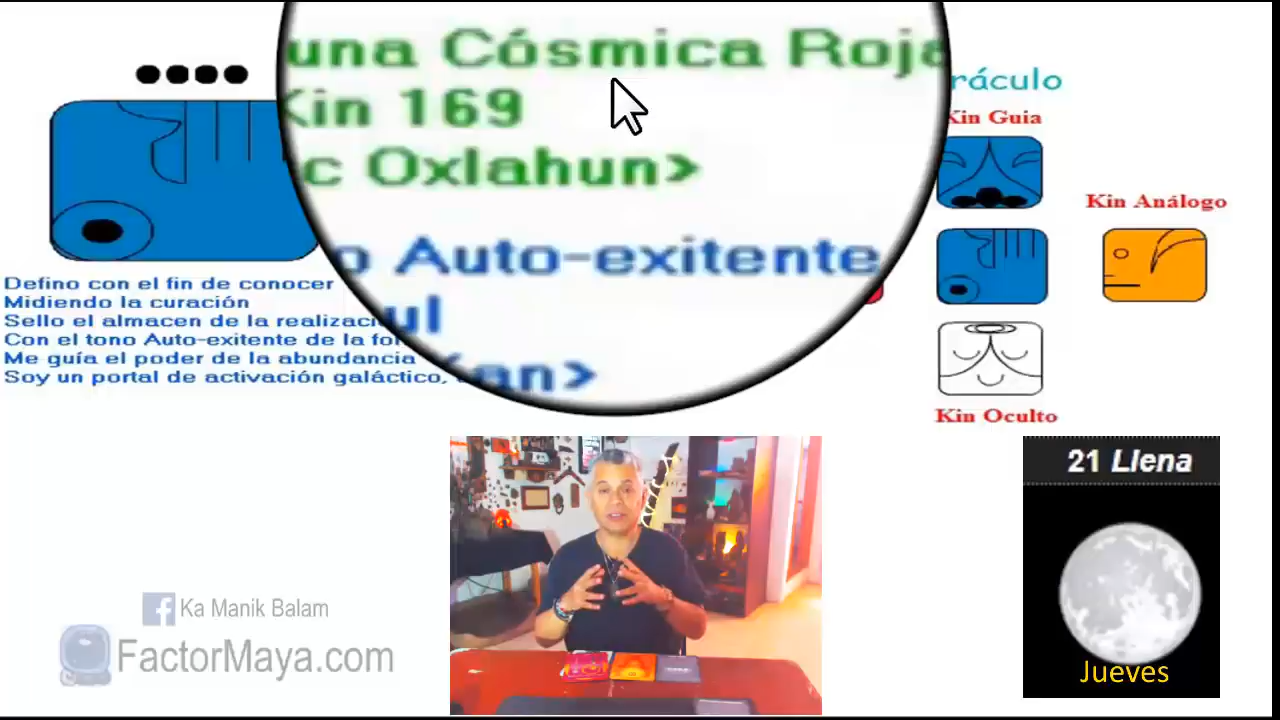 una Cósmica Roja
Kin 169
c Oxlahun>
o Auto-exitente
ul
an>
Defino con el fin de conocer
Midiendo la curación
Sello el almacen de la
Con el tono Auto-exitente de la
Me guía el poder de la abundancia
Soy un portal de activación galáctico,
ráculo
Kin Guia
Kin Análogo
Kin Oculto
21 Llena
Jueves
Ka Manik Balam
FactorMaya.com